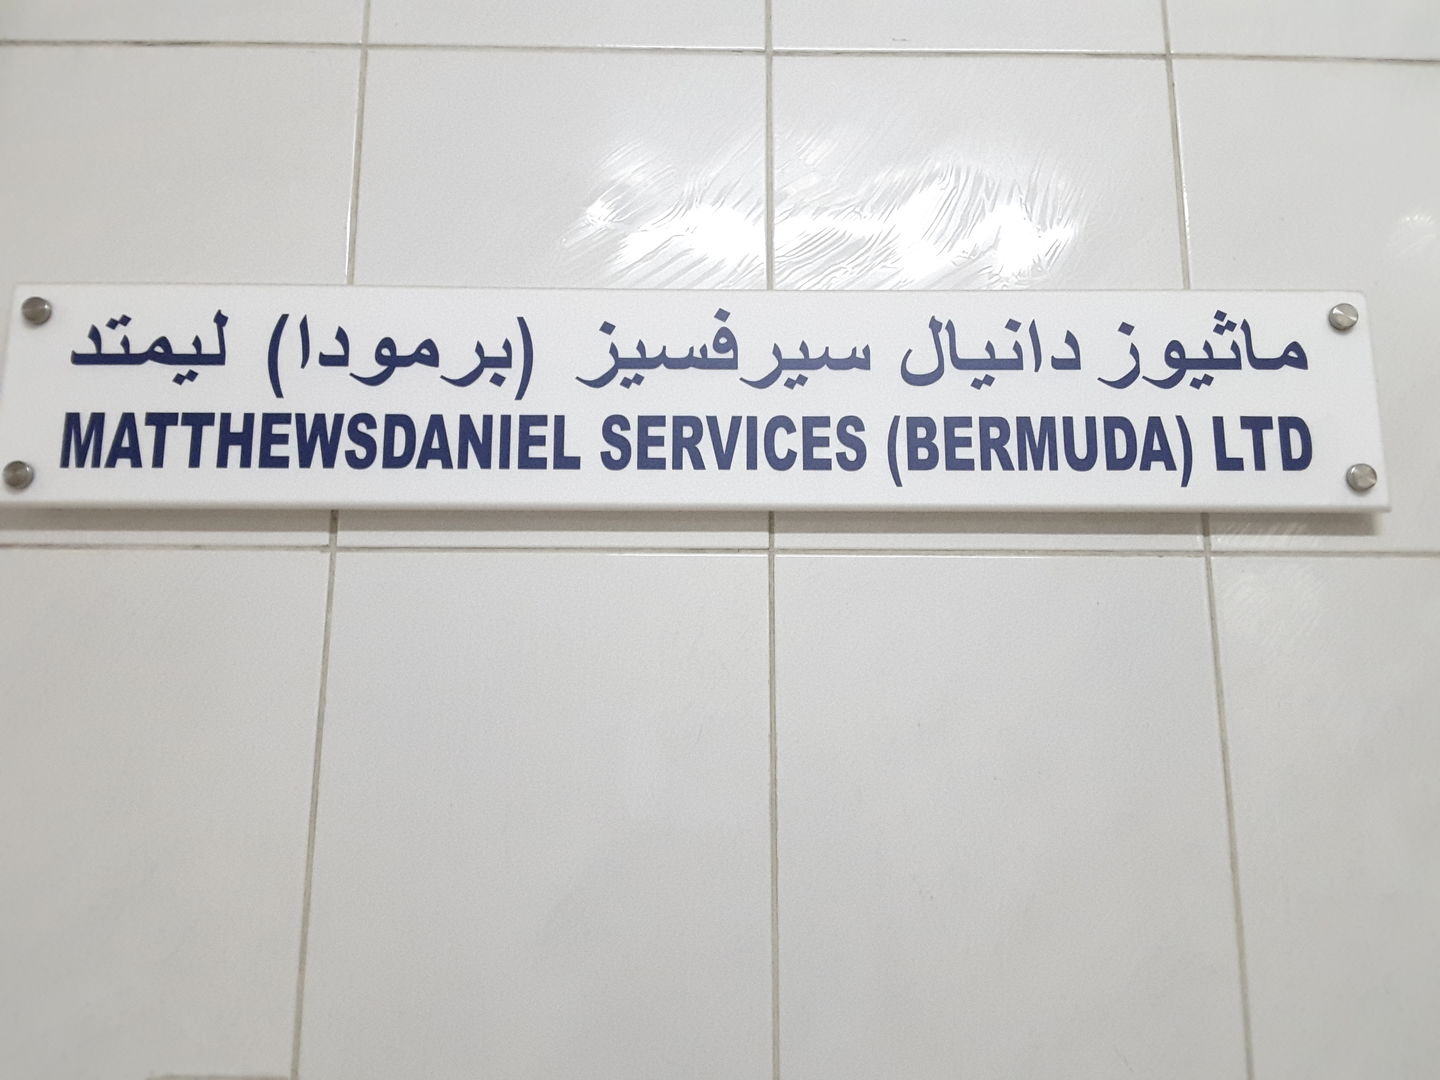 ماثيوز دانيال سيرفسيز (برمودا) ليمتد
MATTHEWSDANIEL SERVICES (BERMUDA) LTD